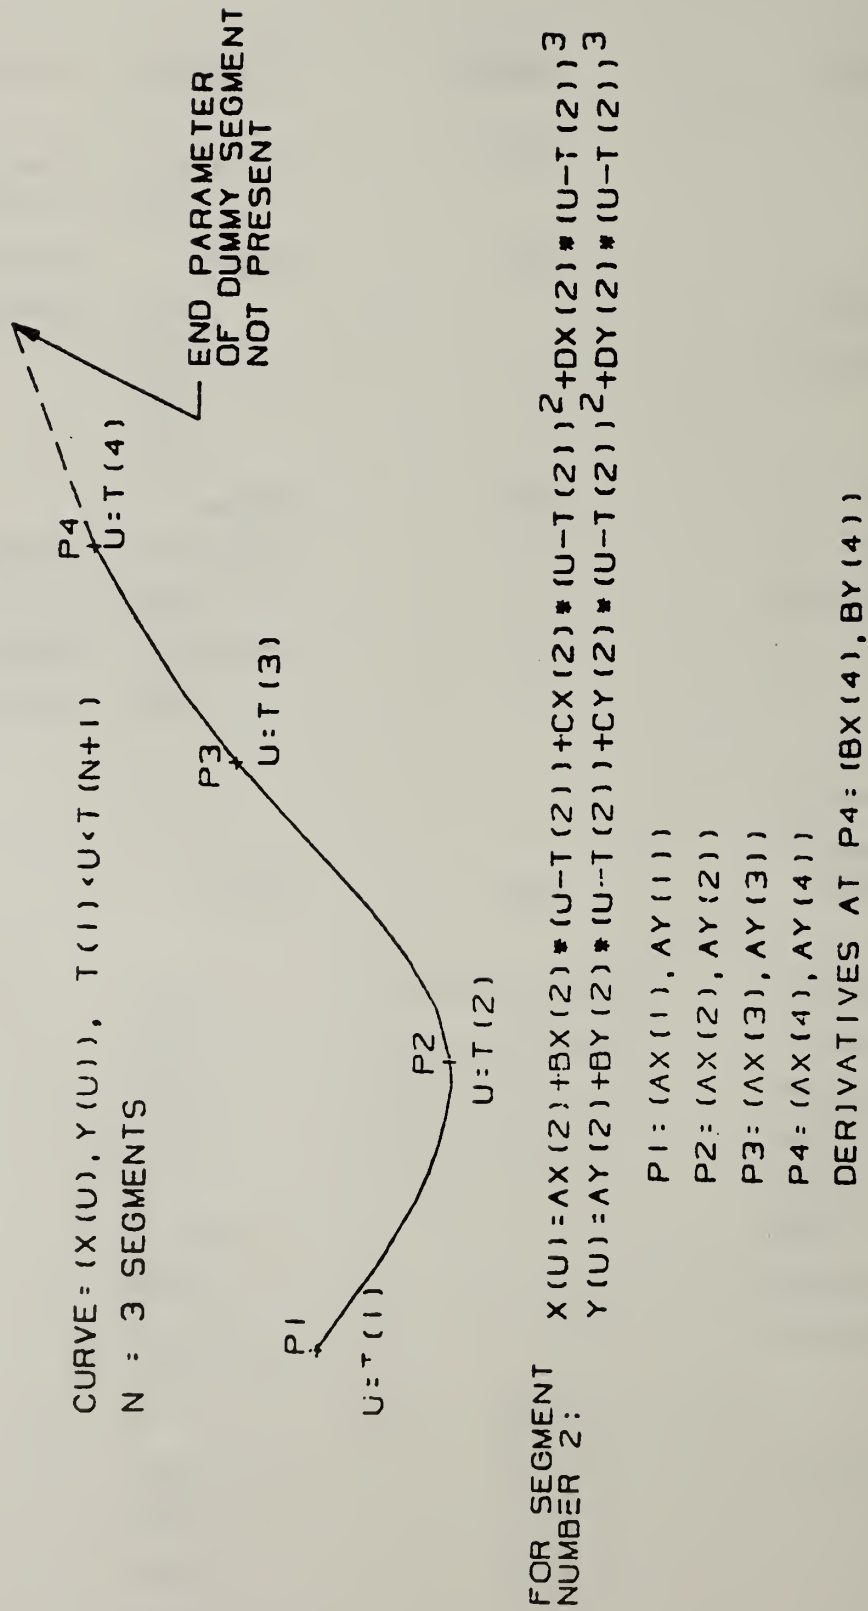 CURVE = (X(U), Y(U)), T(1)<U<T(N+1)
N = 3 SEGMENTS
END PARAMETER
OF DUMMY SEGMENT
NOT PRESENT
P1
U=T(1)
P2
U=T(2)
P3
U=T(3)
P4
U=T(4)
FOR SEGMENT
NUMBER 2:
X(U)=AX(2)+BX(2)*(U-T(2))+CX(2)*(U-T(2))²+DX(2)*(U-T(2))³
Y(U)=AY(2)+BY(2)*(U-T(2))+CY(2)*(U-T(2))²+DY(2)*(U-T(2))³
P1=(AX(1), AY(1))
P2=(AX(2), AY(2))
P3=(AX(3), AY(3))
P4=(AX(4), AY(4))
DERIVATIVES AT P4=(BX(4), BY(4))